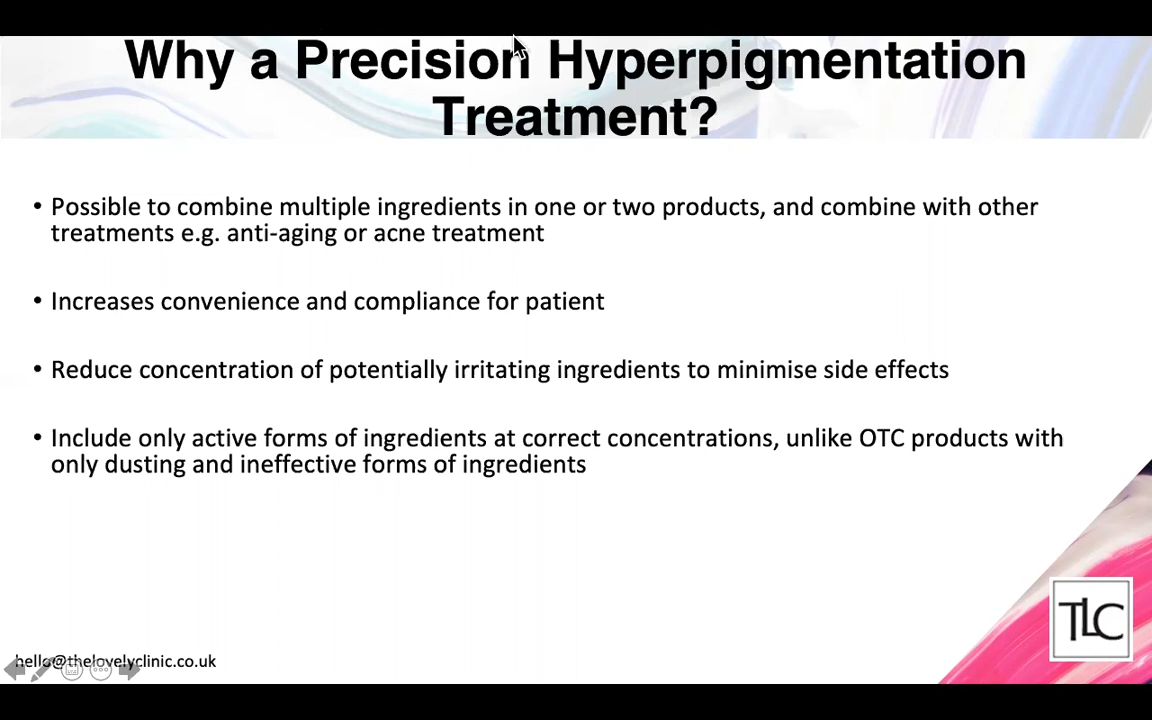 Why a Precision Hyperpigmentation
Treatment?
• Possible to combine multiple ingredients in one or two products, and combine with other
treatments e.g. anti-aging or acne treatment
• Increases convenience and compliance for patient
• Reduce concentration of potentially irritating ingredients to minimise side effects
• Include only active forms of ingredients at correct concentrations, unlike OTC products with
only dusting and ineffective forms of ingredients
TLC
hello@thelovelyclinic.co.uk